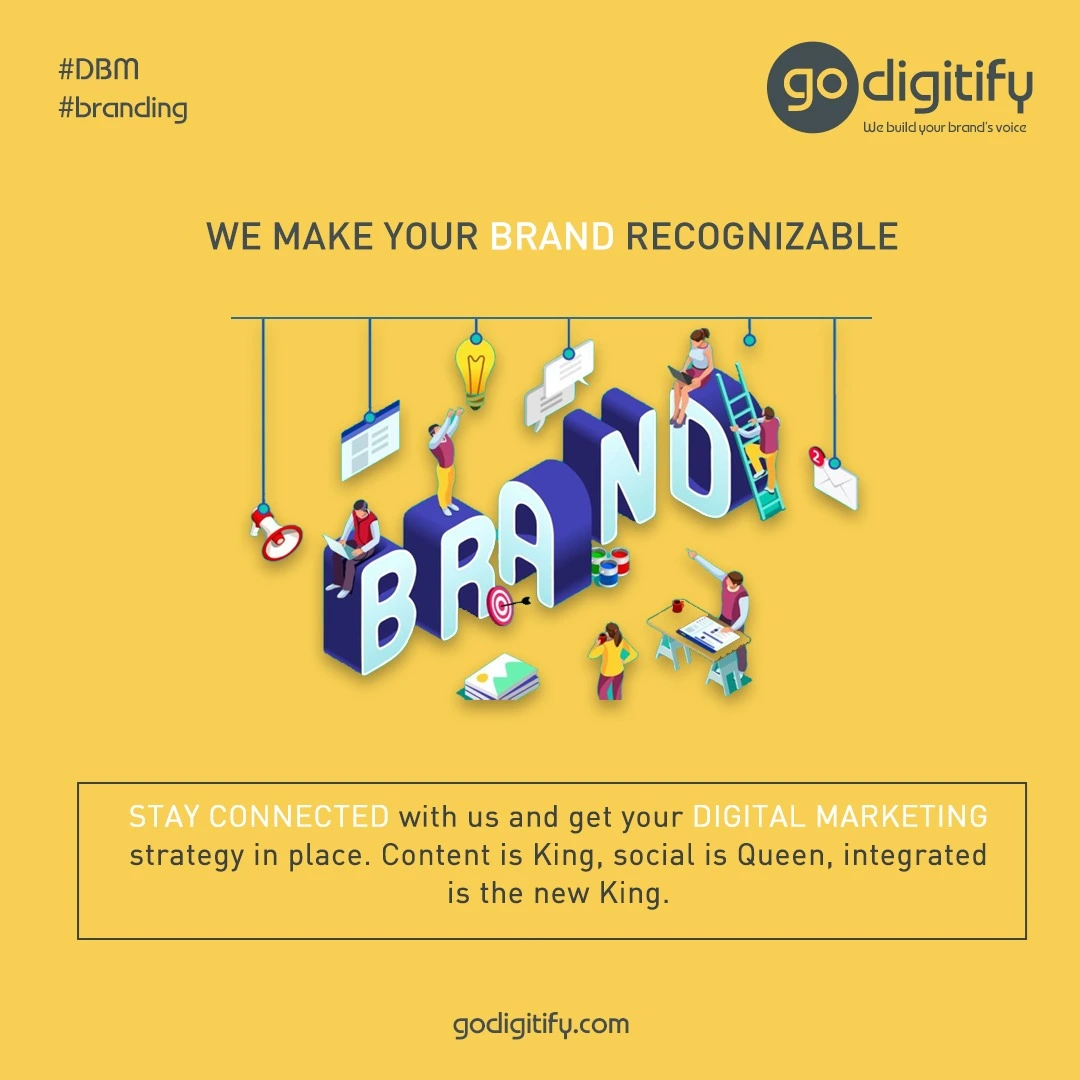 #DBM
#branding
go digitify
We build your brand's voice
WE MAKE YOUR BRAND RECOGNIZABLE
BRAND
2
STAY CONNECTED with us and get your DIGITAL MARKETING
strategy in place. Content is King, social is Queen, integrated
is the new King.
godigitify.com